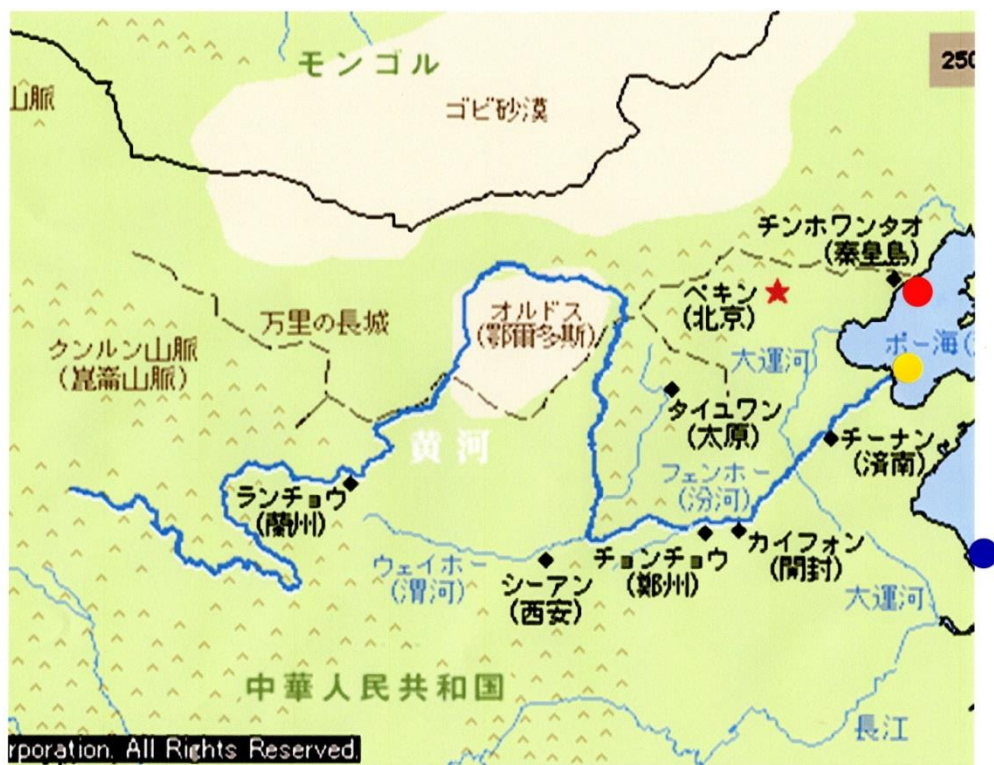 モンゴル
250
山脈
ゴビ砂漠
チンホワンタオ
(秦皇島)
ペキン
(北京)
オルドス
(鄂爾多斯)
万里の長城
クンルン山脈
(崑崙山脈)
大運河
ボー海(
タイユワン
(太原)
黄河
チーナン
(済南)
フェンホー
(汾河)
ランチョウ
(蘭州)
カイフォン
(開封)
チョンチョウ
(鄭州)
ウェイホー
(渭河)
シーアン
(西安)
大運河
中華人民共和国
長江
rporation. All Rights Reserved.